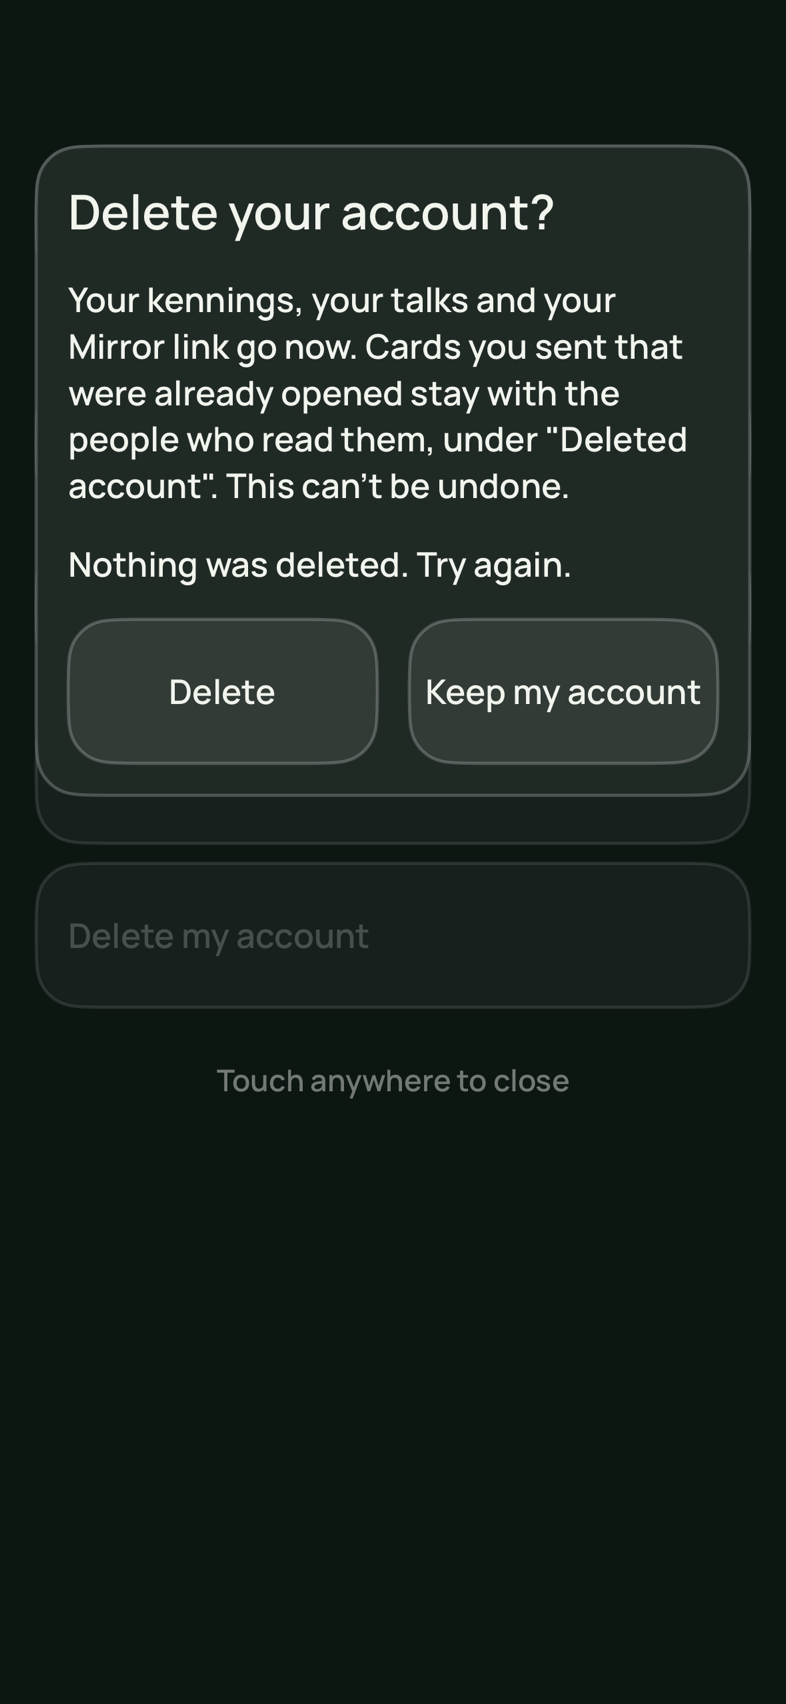 Delete your account?
Your kennings, your talks and your
Mirror link go now. Cards you sent that
were already opened stay with the
people who read them, under "Deleted
account". This can’t be undone.
Nothing was deleted. Try again.
Delete
Keep my account
Delete my account
Touch anywhere to close